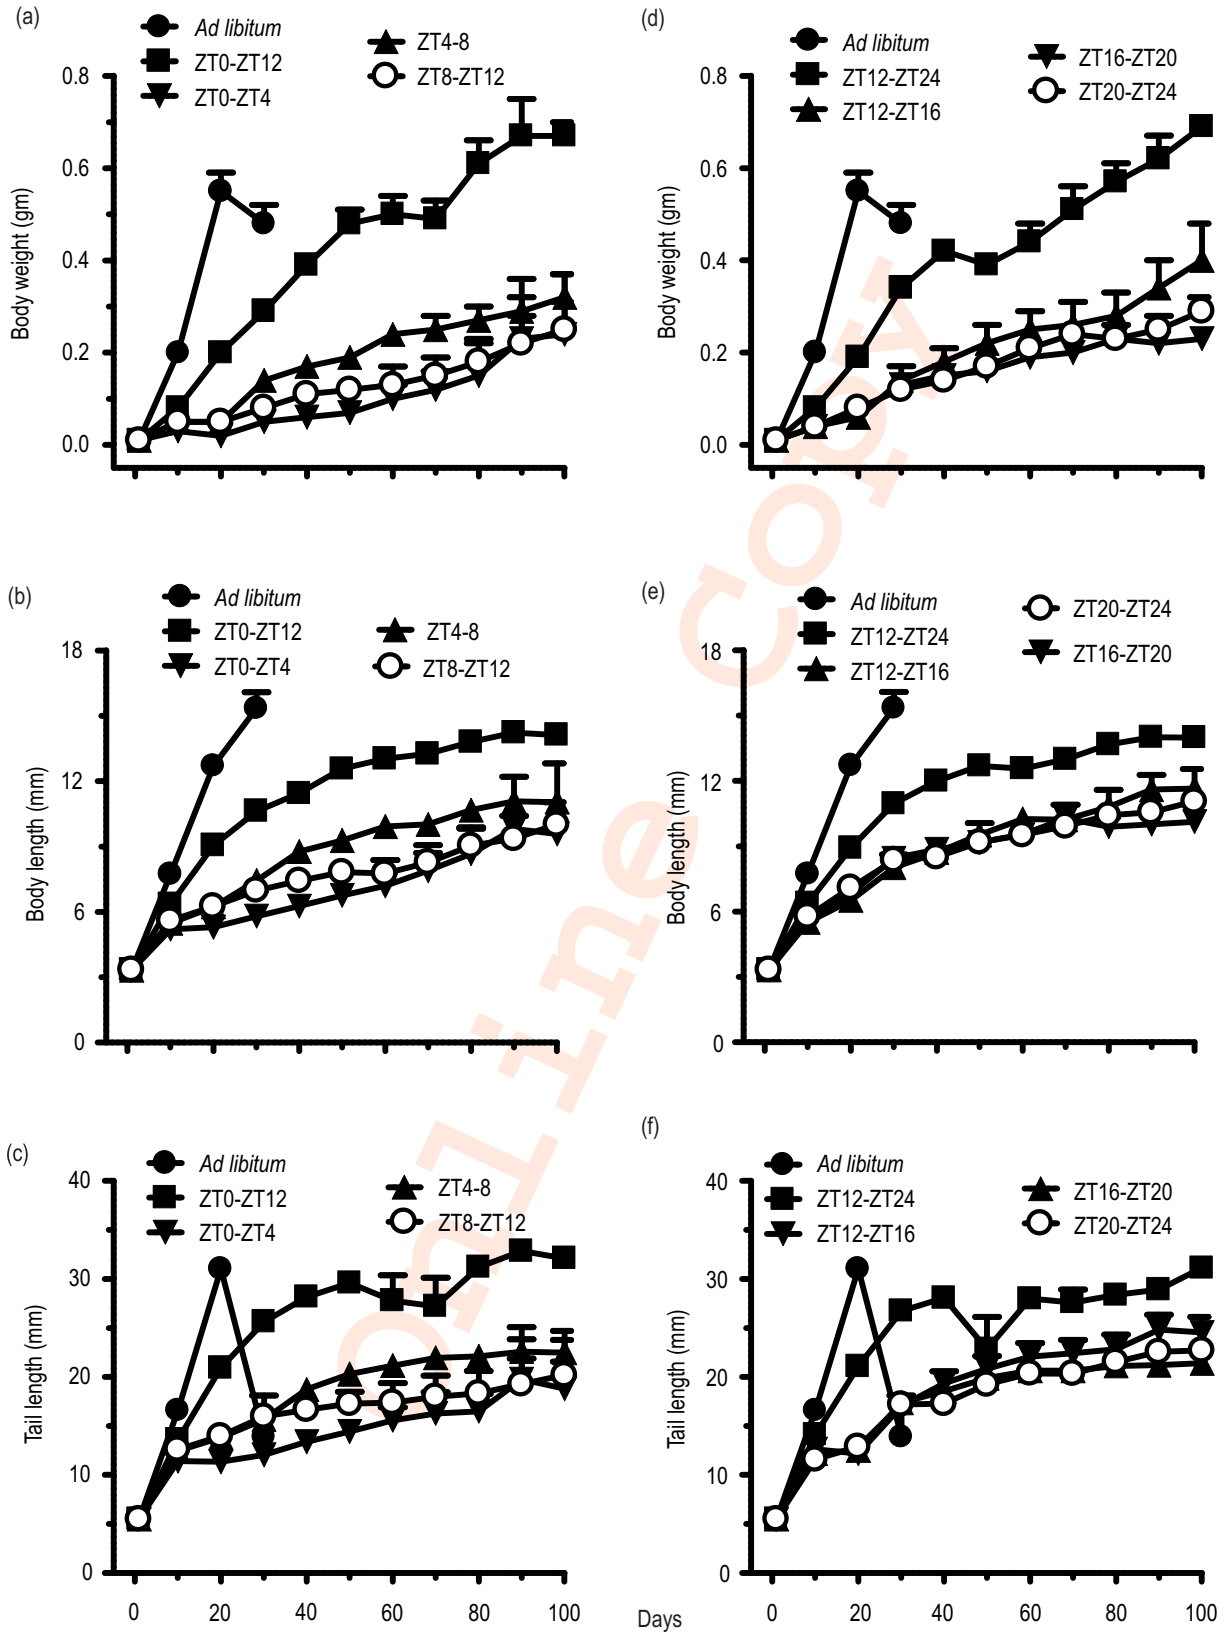 (a)
Ad libitum
ZT0-ZT12
ZT0-ZT4
ZT4-8
ZT8-ZT12
0.8
0.6
0.4
0.2
0.0
Body weight (gm)
(d)
Ad libitum
ZT12-ZT24
ZT12-ZT16
ZT16-ZT20
ZT20-ZT24
0.8
0.6
0.4
0.2
0.0
Body weight (gm)
(b)
Ad libitum
ZT0-ZT12
ZT0-ZT4
ZT4-8
ZT8-ZT12
18
12
6
0
Body length (mm)
(e)
Ad libitum
ZT12-ZT24
ZT12-ZT16
ZT20-ZT24
ZT16-ZT20
18
12
6
0
Body length (mm)
(c)
Ad libitum
ZT0-ZT12
ZT0-ZT4
ZT4-8
ZT8-ZT12
40
30
20
10
0
Tail length (mm)
0 20 40 60 80 100
(f)
Ad libitum
ZT12-ZT24
ZT12-ZT16
ZT16-ZT20
ZT20-ZT24
40
30
20
10
0
Tail length (mm)
0 20 40 60 80 100
Days
Online Copy